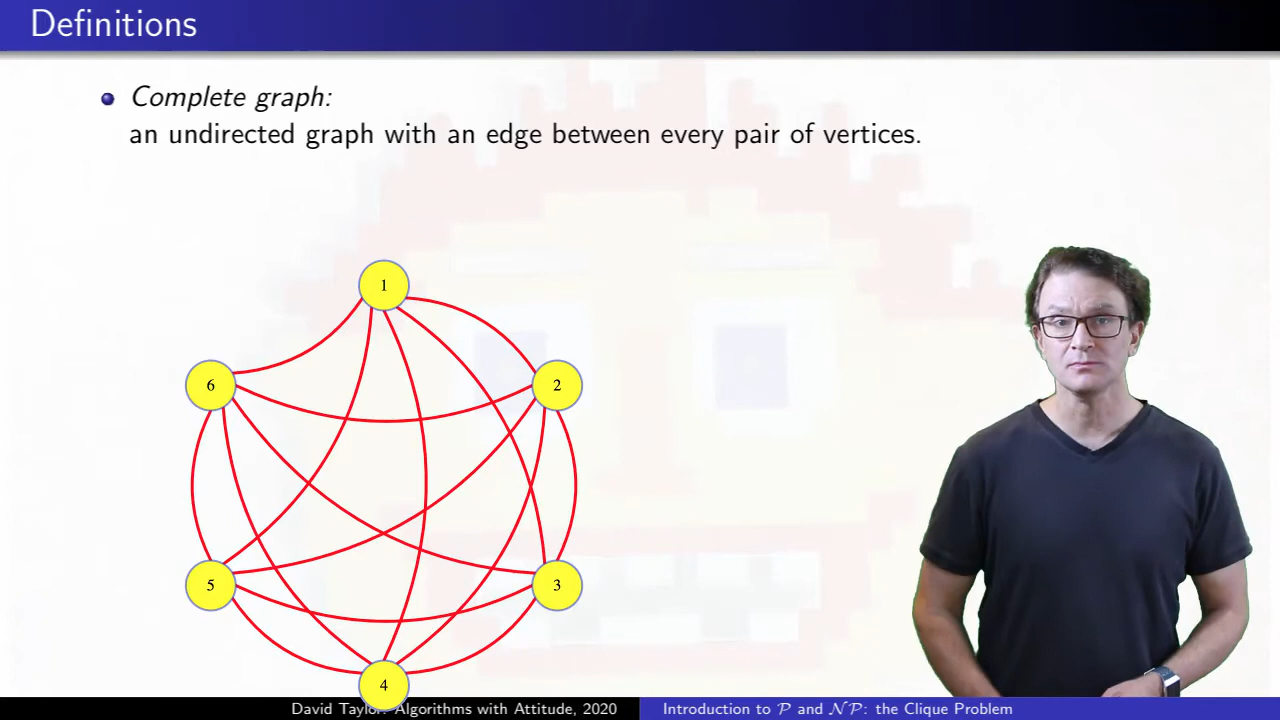 Definitions
Complete graph:
an undirected graph with an edge between every pair of vertices.
1
6
2
5
3
4
David Taylor: Algorithms with Attitude, 2020
Introduction to P and NP: the Clique Problem